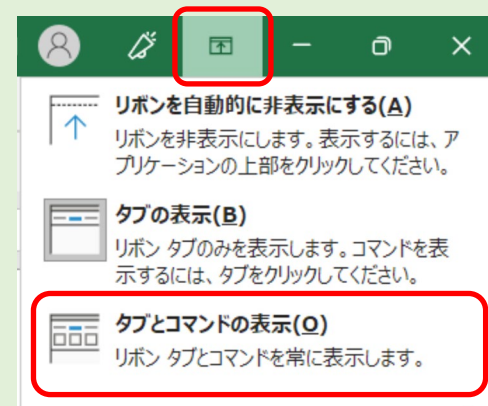 リボンを自動的に非表示にする(A)
リボンを非表示にします。表示するには、ア
プリケーションの上部をクリックしてください。
タブの表示(B)
リボン タブのみを表示します。コマンドを表
示するには、タブをクリックしてください。
タブとコマンドの表示(O)
リボン タブとコマンドを常に表示します。